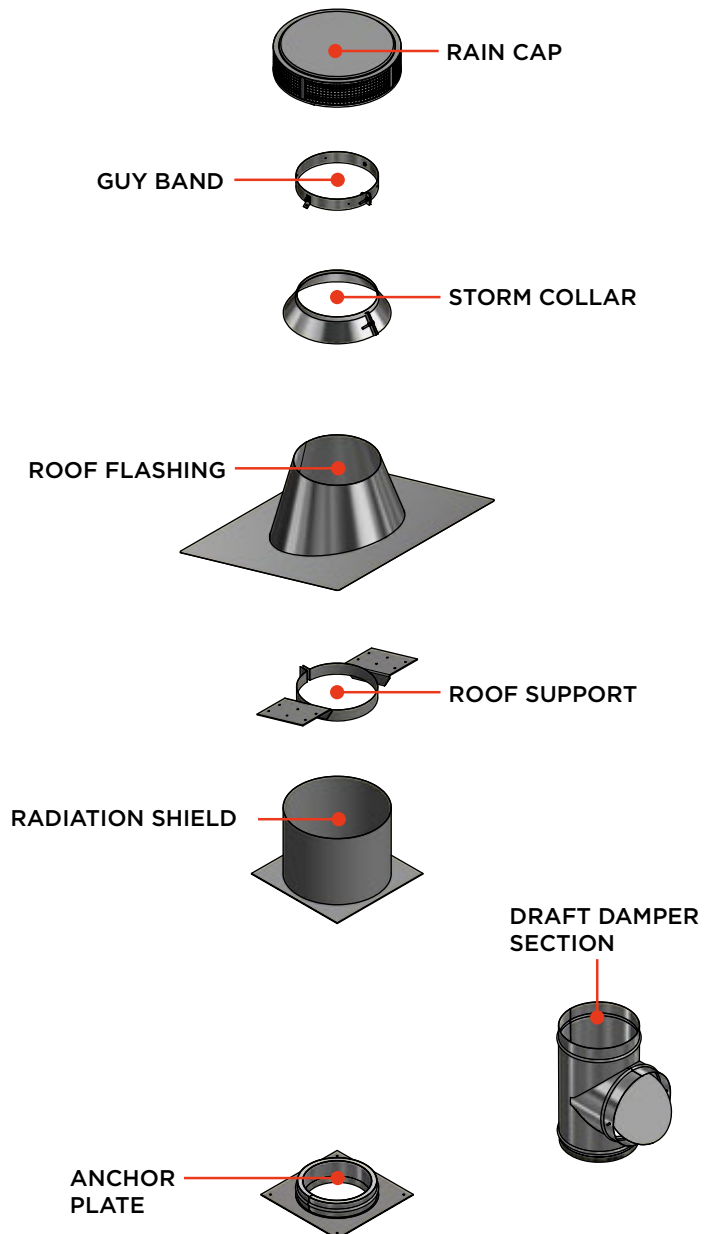 RAIN CAP
GUY BAND
STORM COLLAR
ROOF FLASHING
ROOF SUPPORT
RADIATION SHIELD
DRAFT DAMPER
SECTION
ANCHOR
PLATE